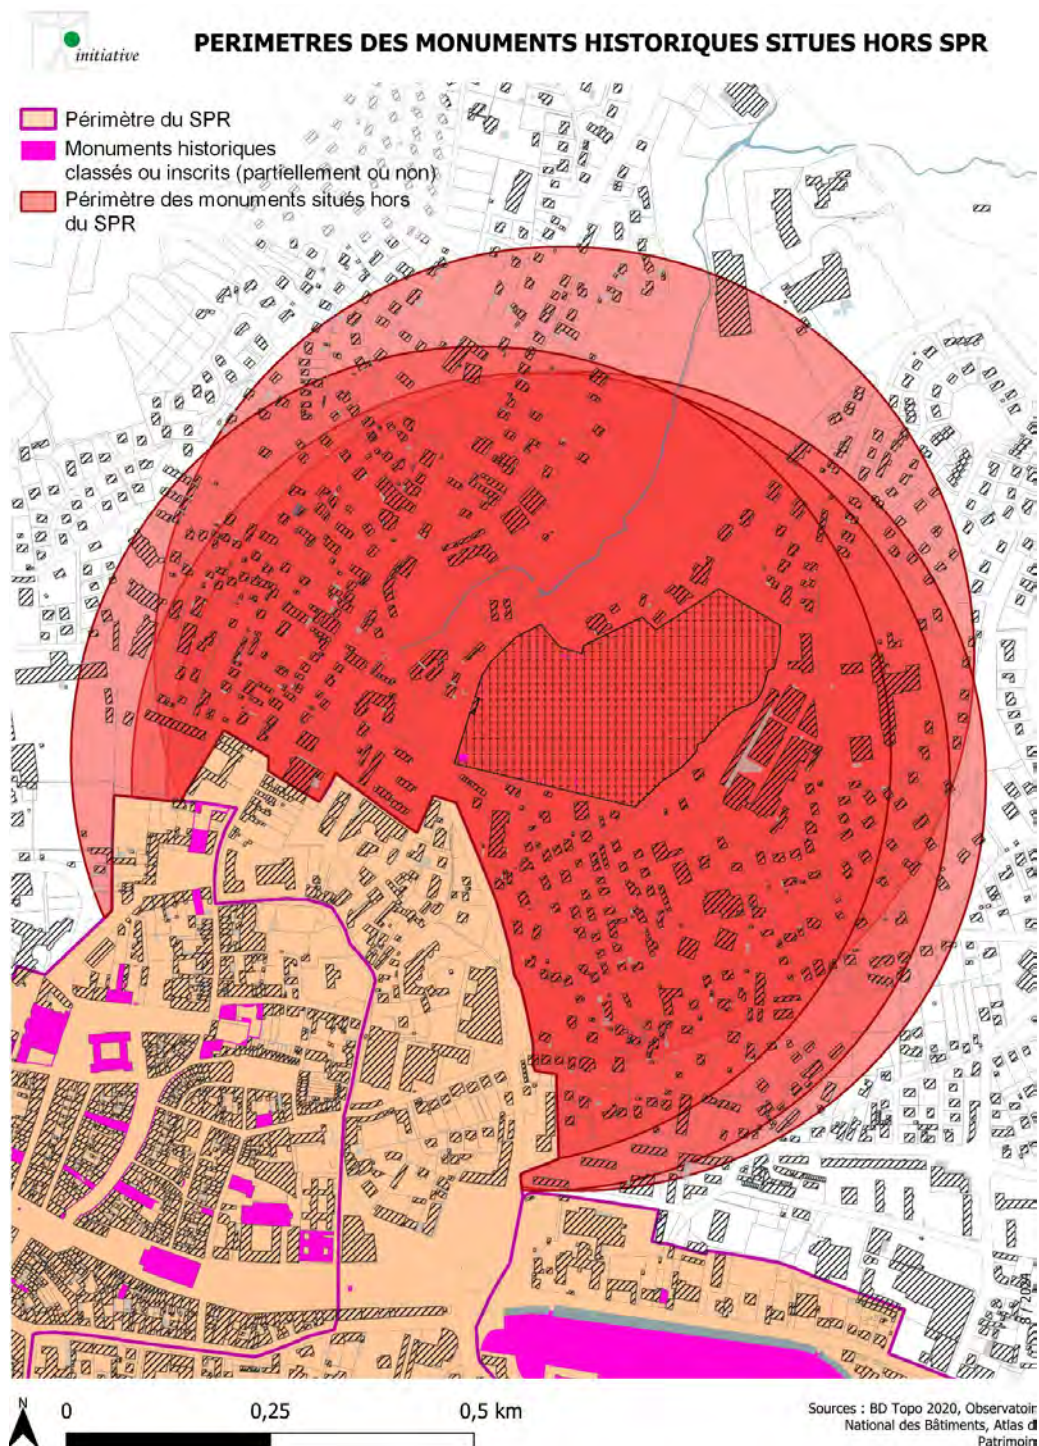 initiative
PERIMETRES DES MONUMENTS HISTORIQUES SITUES HORS SPR
Périmètre du SPR
Monuments historiques
classés ou inscrits (partiellement ou non)
Périmètre des monuments situés hors
du SPR
N
0 0,25 0,5 km
Sources : BD Topo 2020, Observatoir
National des Bâtiments, Atlas d
Patrimoin